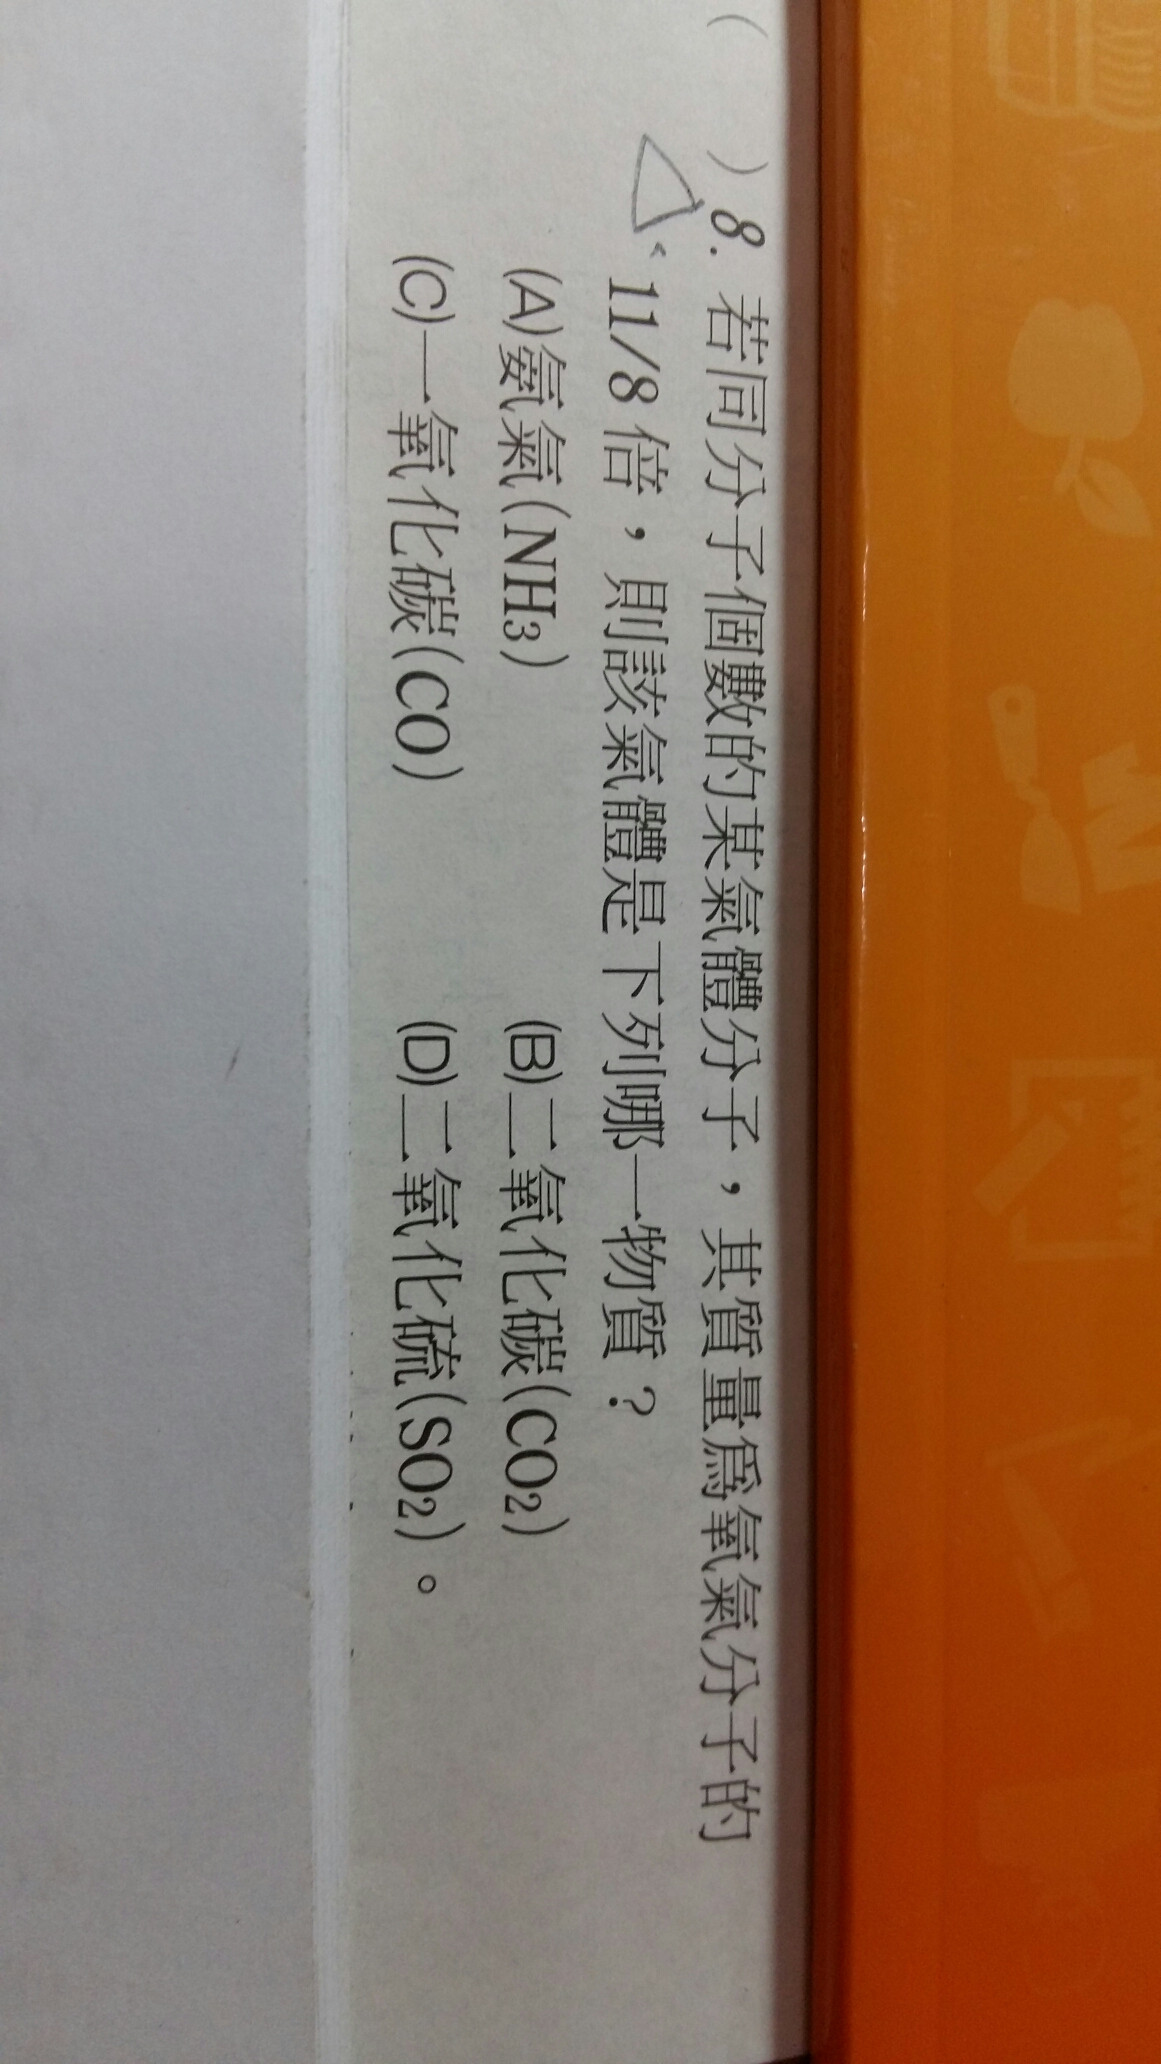 ( )8. 若同分子個數的某氣體分子，其質量爲氧氣分子的
11/8 倍，則該氣體是下列哪一物質？
(A)氨氣(NH3) (B)二氧化碳(CO2)
(C)一氧化碳(CO) (D)二氧化硫(SO2)。